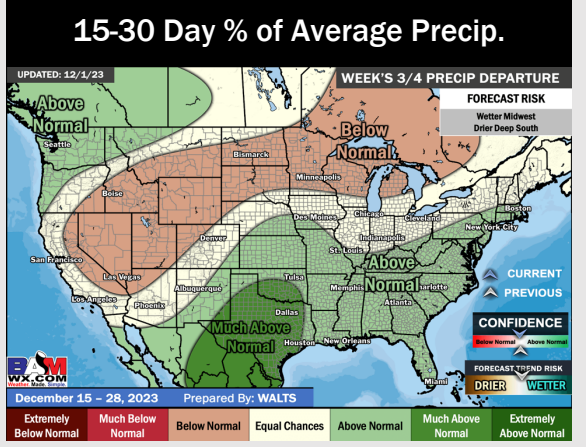 15-30 Day % of Average Precip.
UPDATED: 12/1/23
WEEK'S 3/4 PRECIP DEPARTURE
FORECAST RISK
Wetter Midwest
Drier Deep South
Above
Normal
Seattle
Below
Normal
Bismarck
Minneapolis
Boise
Boston
Des Moines
Chicago
Cleveland
New York City
Denver
Indianapolis
San Francisco
St. Louis
Above
Normal
Las Vegas
Albuquerque
Tulsa
Memphis
Charlotte
Los Angeles
Phoenix
Atlanta
Dallas
Much Above
Normal
Houston
New Orleans
Miami
CURRENT
PREVIOUS
CONFIDENCE
Below Normal
Above Normal
FORECAST TREND RISK
DRIER
WETTER
BAM
WX.COM
Weather. Made. Simple.
December 15 – 28, 2023
Prepared By: WALTS
Extremely
Below Normal
Much Below
Normal
Below Normal
Equal Chances
Above Normal
Much Above
Normal
Extremely
Above Normal